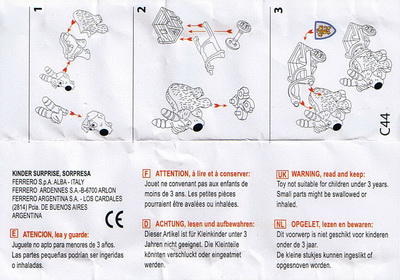 1
2
3
C44
KINDER SURPRISE, SORPRESA
FERRERO S.p.A. ALBA - ITALY
FERRERO ARDENNES S.A.-B-6700 ARLON
FERRERO ARGENTINA S.A. - LOS CARDALES
(2814) Pcia. DE BUENOS AIRES
ARGENTINA
CE
E ATENCION, lea y guarde:
Juguete no apto para menores de 3 años.
Las partes pequeñas podrían ser ingeridas
o inhaladas.
F ATTENTION, à lire et à conserver:
Jouet ne convenant pas aux enfants de
moins de 3 ans. Les petites pièces
pourraient être avalées ou inhalées.
D ACHTUNG, lesen und aufbewahren:
Dieser Artikel ist für Kleinkinder unter 3
Jahren nicht geeignet. Die Kleinteile
könnten verschluckt oder eingeatmet
werden.
UK WARNING, read and keep:
Toy not suitable for children under 3 years.
Small parts might be swallowed or
inhaled.
NL OPGELET, lezen en bewaren:
Dit voorwerp is niet geschikt voor kinderen
onder de 3 jaar.
De kleine stukjes kunnen ingeslikt of
opgesnoven worden.